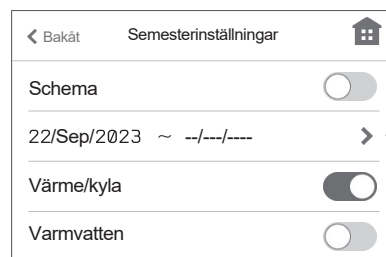 Bakåt Semesterinställningar
Schema
22/Sep/2023 ~ --/---/----
Värme/kyla
Varmvatten